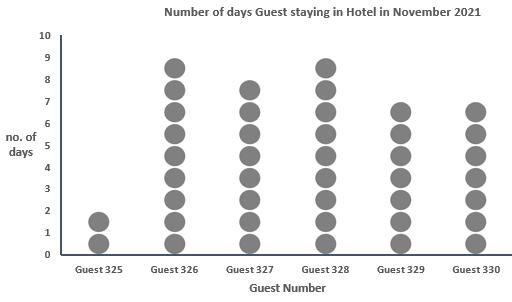 Number of days Guest staying in Hotel in November 2021
10
9
8
7
6
5
4
3
2
1
0
no. of
days
Guest 325 Guest 326 Guest 327 Guest 328 Guest 329 Guest 330
Guest Number